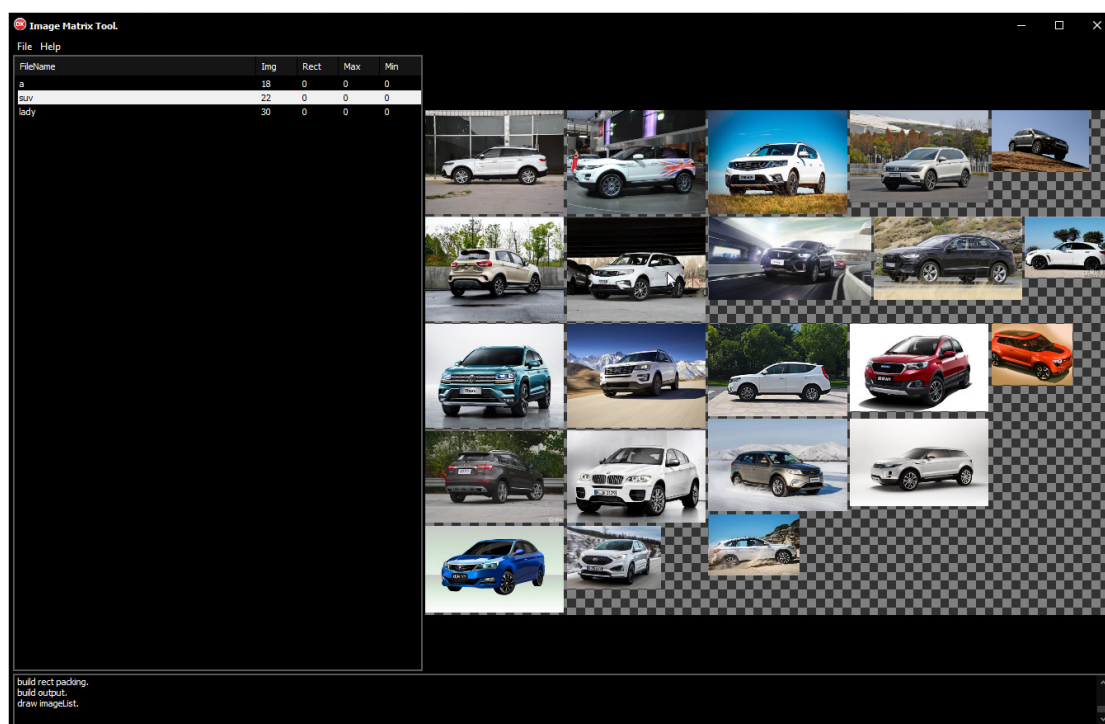 Image Matrix Tool.
File Help
FileName Img Rect Max Min
a 18 0 0 0
suv 22 0 0 0
lady 30 0 0 0
build rect packing.
build output.
draw imageList.